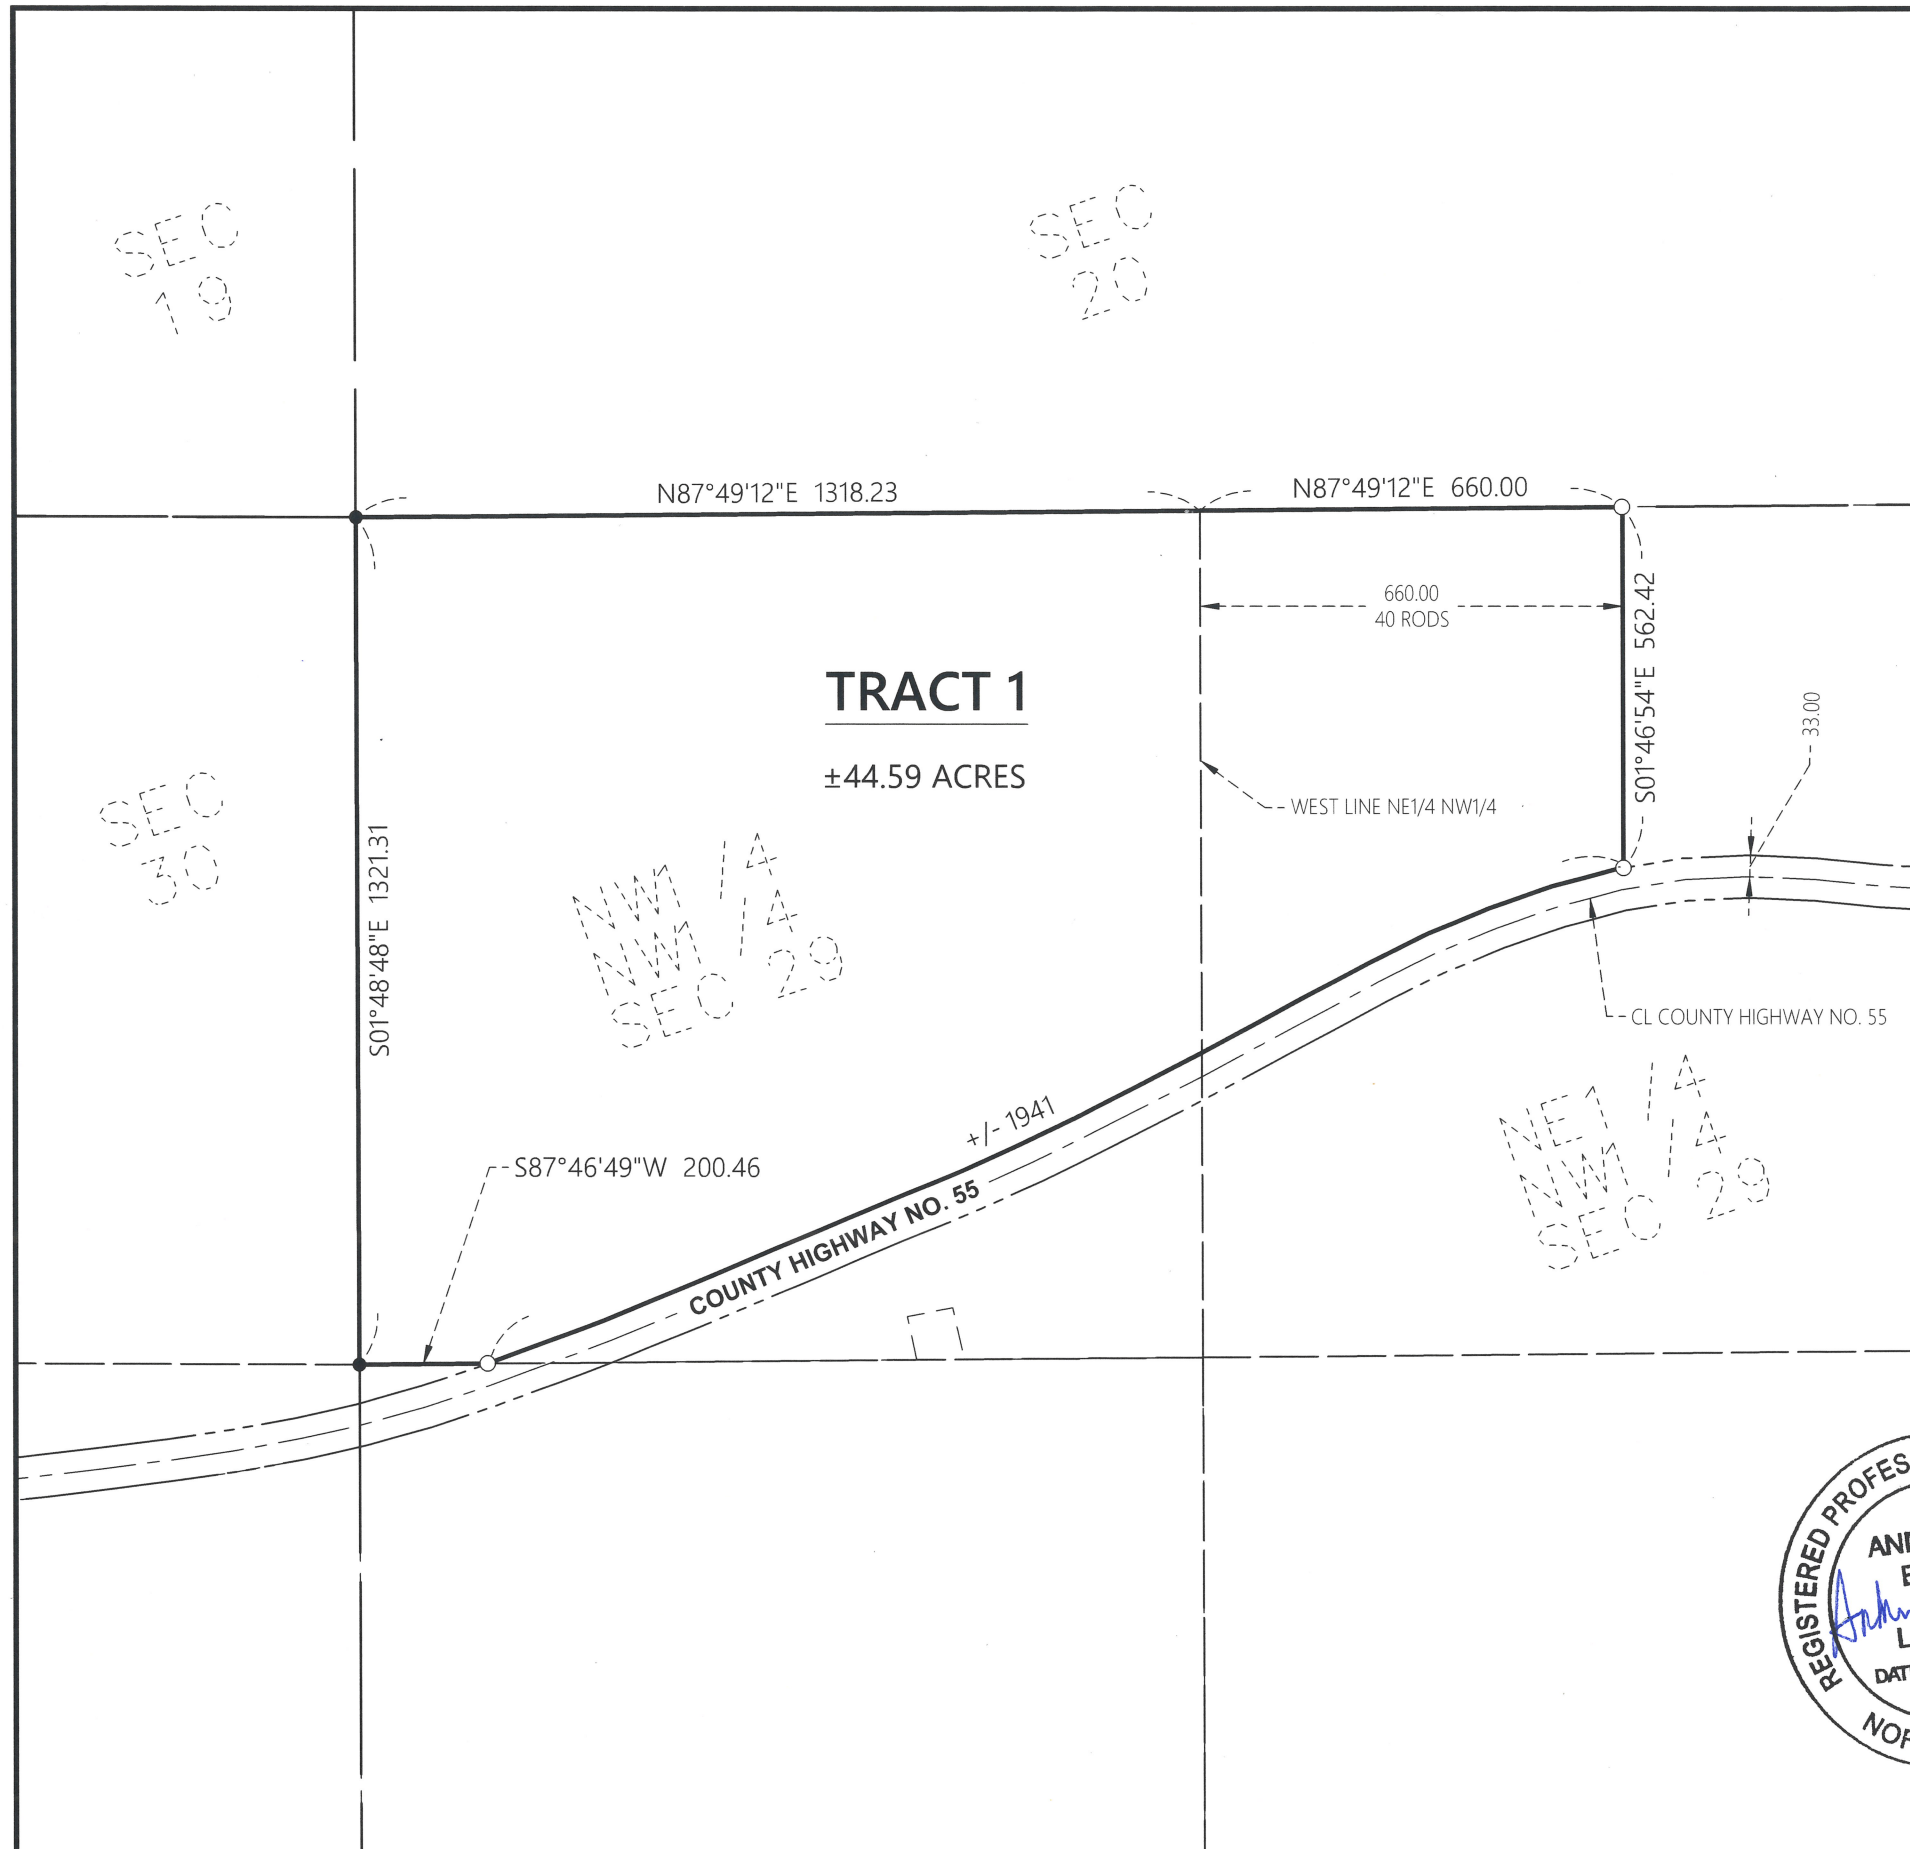 SEC
19
SEC
20
N87°49'12"E 1318.23
N87°49'12"E 660.00
660.00
40 RODS
S01°46'54"E 562.42
33.00
TRACT 1
±44.59 ACRES
WEST LINE NE1/4 NW1/4
SEC
30
S01°48'48"E 1321.31
NW1/4
NW1/4
SEC 29
CL COUNTY HIGHWAY NO. 55
+/- 1941
NE1/4
NW1/4
SEC 29
S87°46'49"W 200.46
COUNTY HIGHWAY NO. 55
REGISTERED PROFES
DAT
NOR